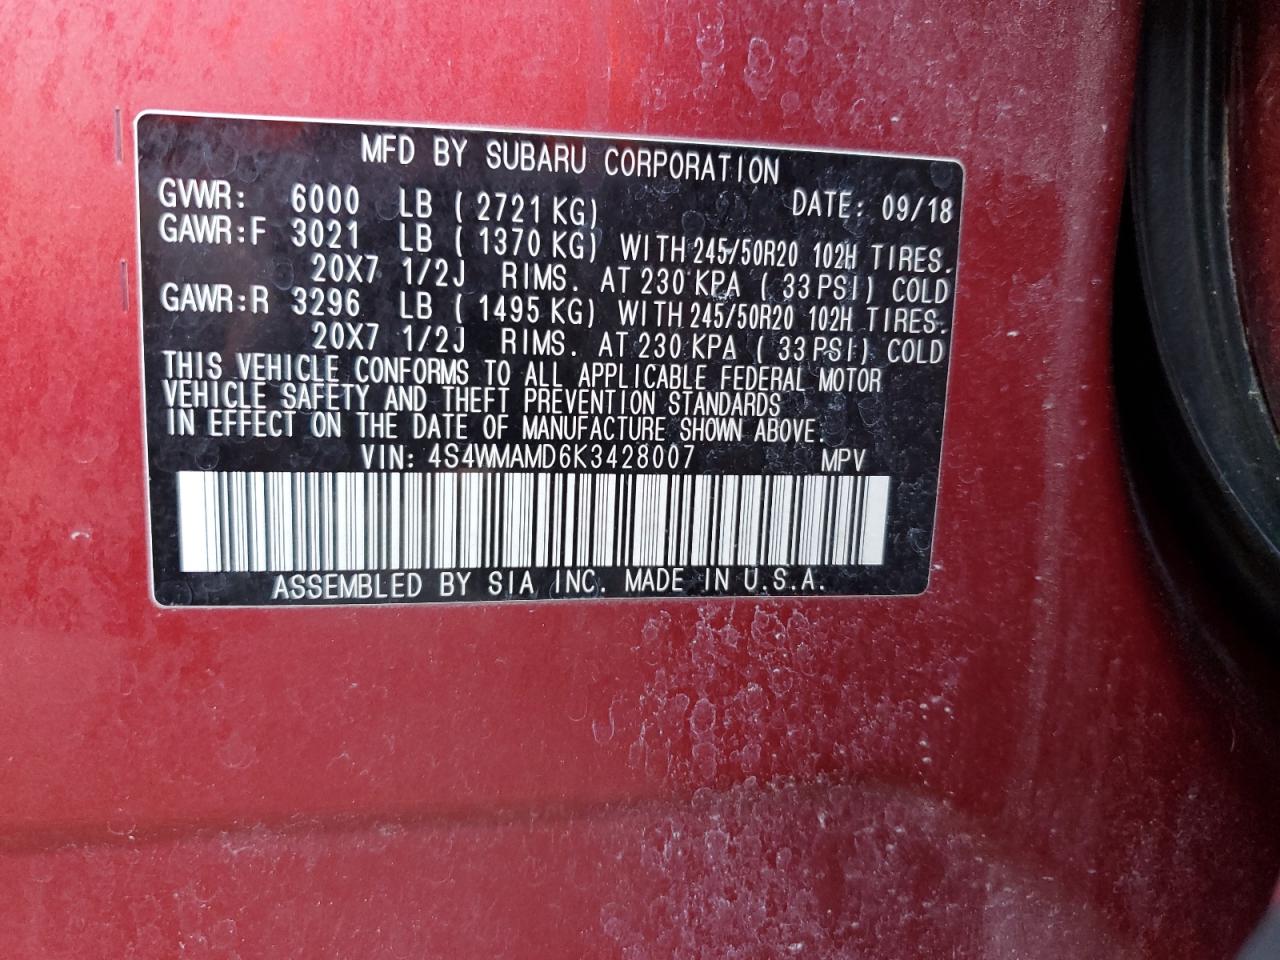 MFD BY SUBARU CORPORATION
GVWR: 6000 LB ( 2721 KG) DATE: 09/18
GAWR:F 3021 LB ( 1370 KG) WITH 245/50R20 102H TIRES.
20X7 1/2J RIMS. AT 230 KPA ( 33 PSI) COLD
GAWR:R 3296 LB ( 1495 KG) WITH 245/50R20 102H TIRES.
20X7 1/2J RIMS. AT 230 KPA ( 33 PSI) COLD
THIS VEHICLE CONFORMS TO ALL APPLICABLE FEDERAL MOTOR
VEHICLE SAFETY AND THEFT PREVENTION STANDARDS
IN EFFECT ON THE DATE OF MANUFACTURE SHOWN ABOVE.
VIN: 4S4WMAMD6K3428007 MPV
ASSEMBLED BY SIA INC. MADE IN U.S.A.